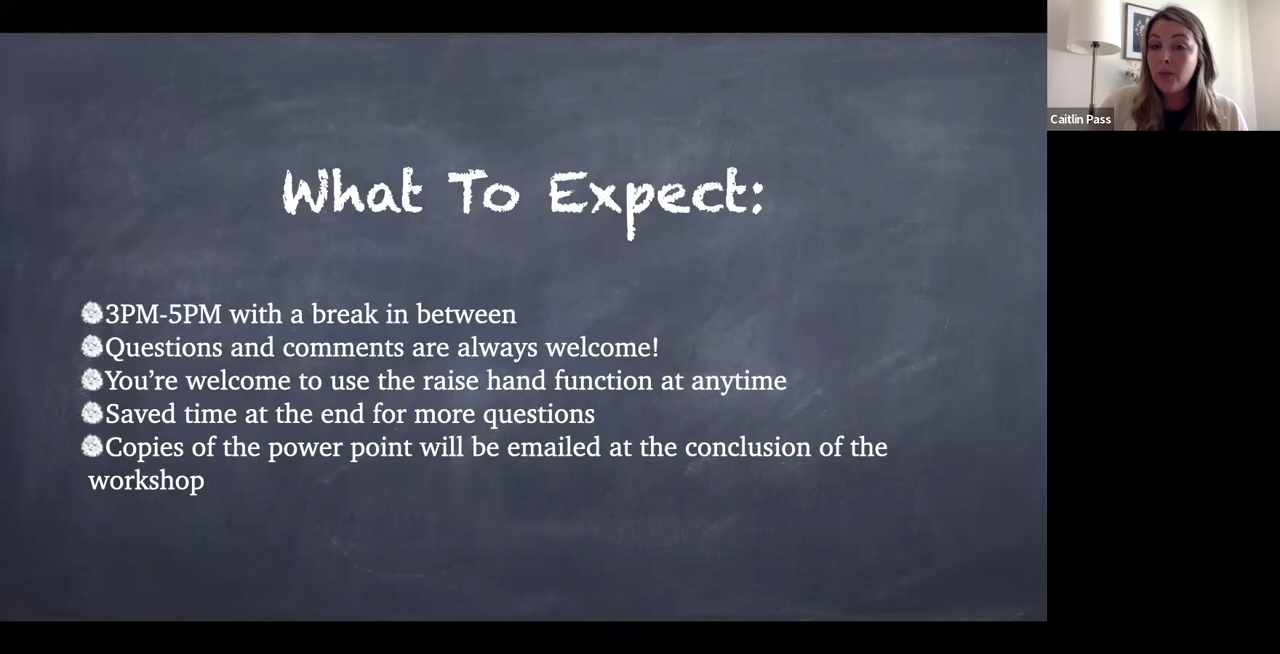 What To Expect:
3PM-5PM with a break in between
Questions and comments are always welcome!
You’re welcome to use the raise hand function at anytime
Saved time at the end for more questions
Copies of the power point will be emailed at the conclusion of the
workshop
Caitlin Pass